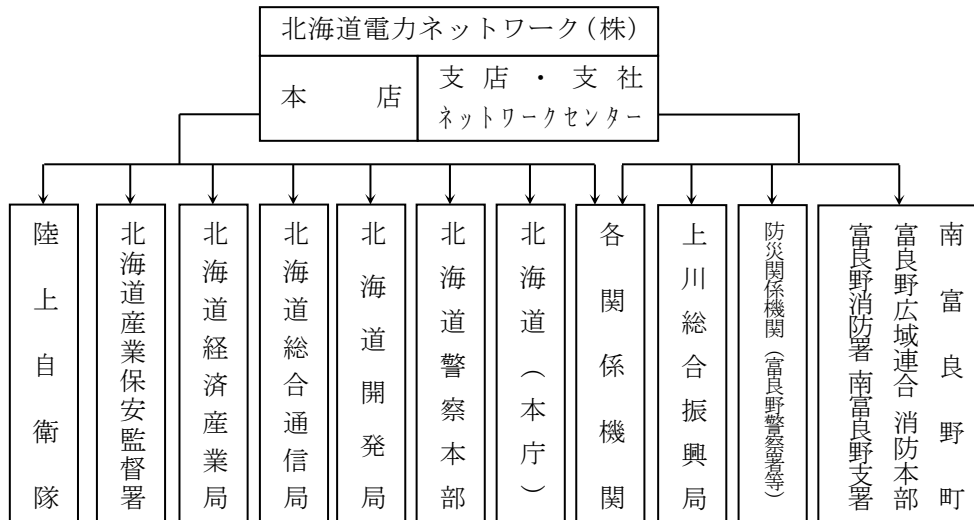 北海道電力ネットワーク(株)
本店
支店・支社
ネットワークセンター
陸上自衛隊
北海道産業保安監督署
北海道経済産業局
北海道総合通信局
北海道開発局
北海道警察本部
北海道(本庁)
各関係機関
上川総合振興局
防災関係機関(富良野警察署等)
南富良野町
富良野広域連合 消防本部
富良野消防署 南富良野支署